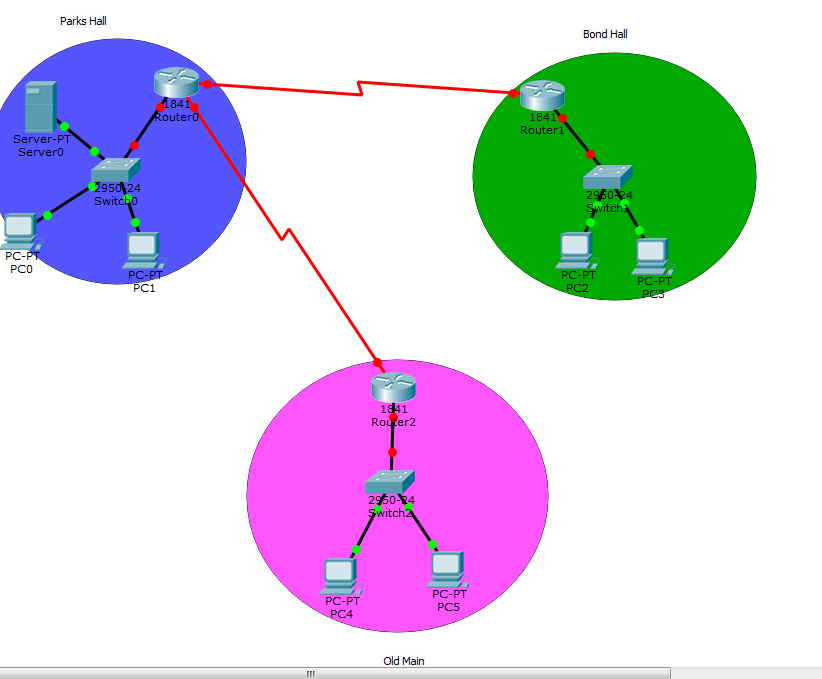 Parks Hall
Bond Hall
1841
Router0
Server-PT
Server0
2950-24
Switch0
PC-PT
PC0
PC-PT
PC1
1841
Router1
2950-24
Switch1
PC-PT
PC2
PC-PT
PC3
1841
Router2
2950-24
Switch2
PC-PT
PC4
PC-PT
PC5
Old Main